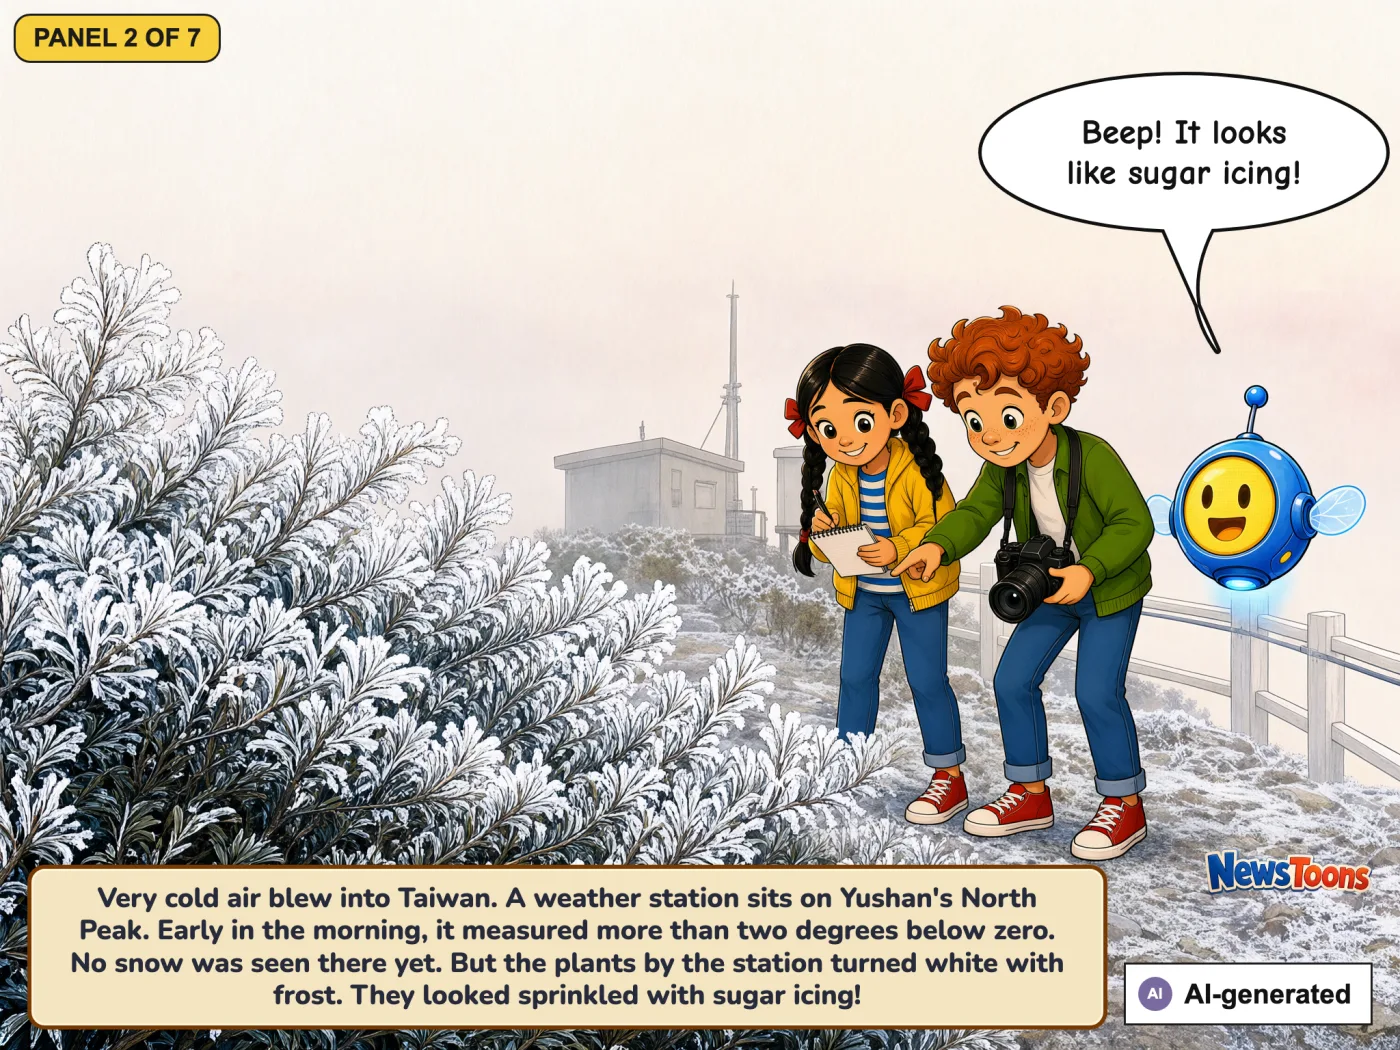 PANEL 2 OF 7
Beep! It looks
like sugar icing!
Very cold air blew into Taiwan. A weather station sits on Yushan's North
Peak. Early in the morning, it measured more than two degrees below zero.
No snow was seen there yet. But the plants by the station turned white with
frost. They looked sprinkled with sugar icing!
NewsToons
AI AI-generated